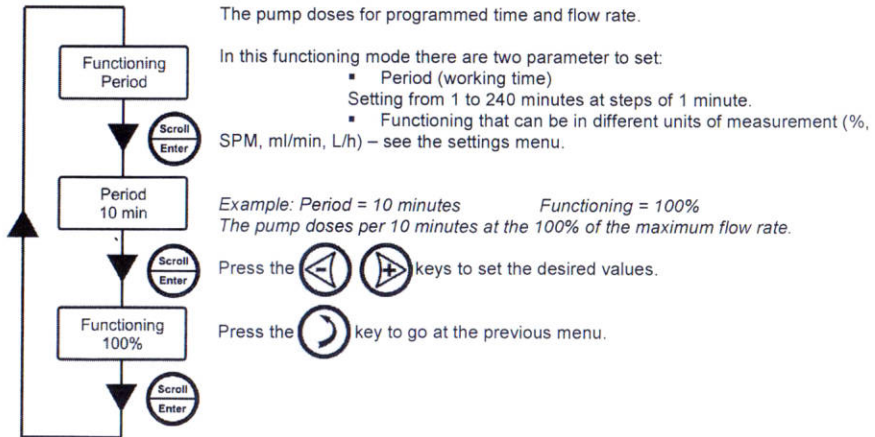 The pump doses for programmed time and flow rate.
Functioning
Period
In this functioning mode there are two parameter to set:
▪ Period (working time)
Setting from 1 to 240 minutes at steps of 1 minute.
▪ Functioning that can be in different units of measurement (%,
SPM, ml/min, L/h) – see the settings menu.
Scroll
Enter
Period
10 min
Example: Period = 10 minutes Functioning = 100%
The pump doses per 10 minutes at the 100% of the maximum flow rate.
Scroll
Enter
Press the - + keys to set the desired values.
Functioning
100%
Press the key to go at the previous menu.
Scroll
Enter